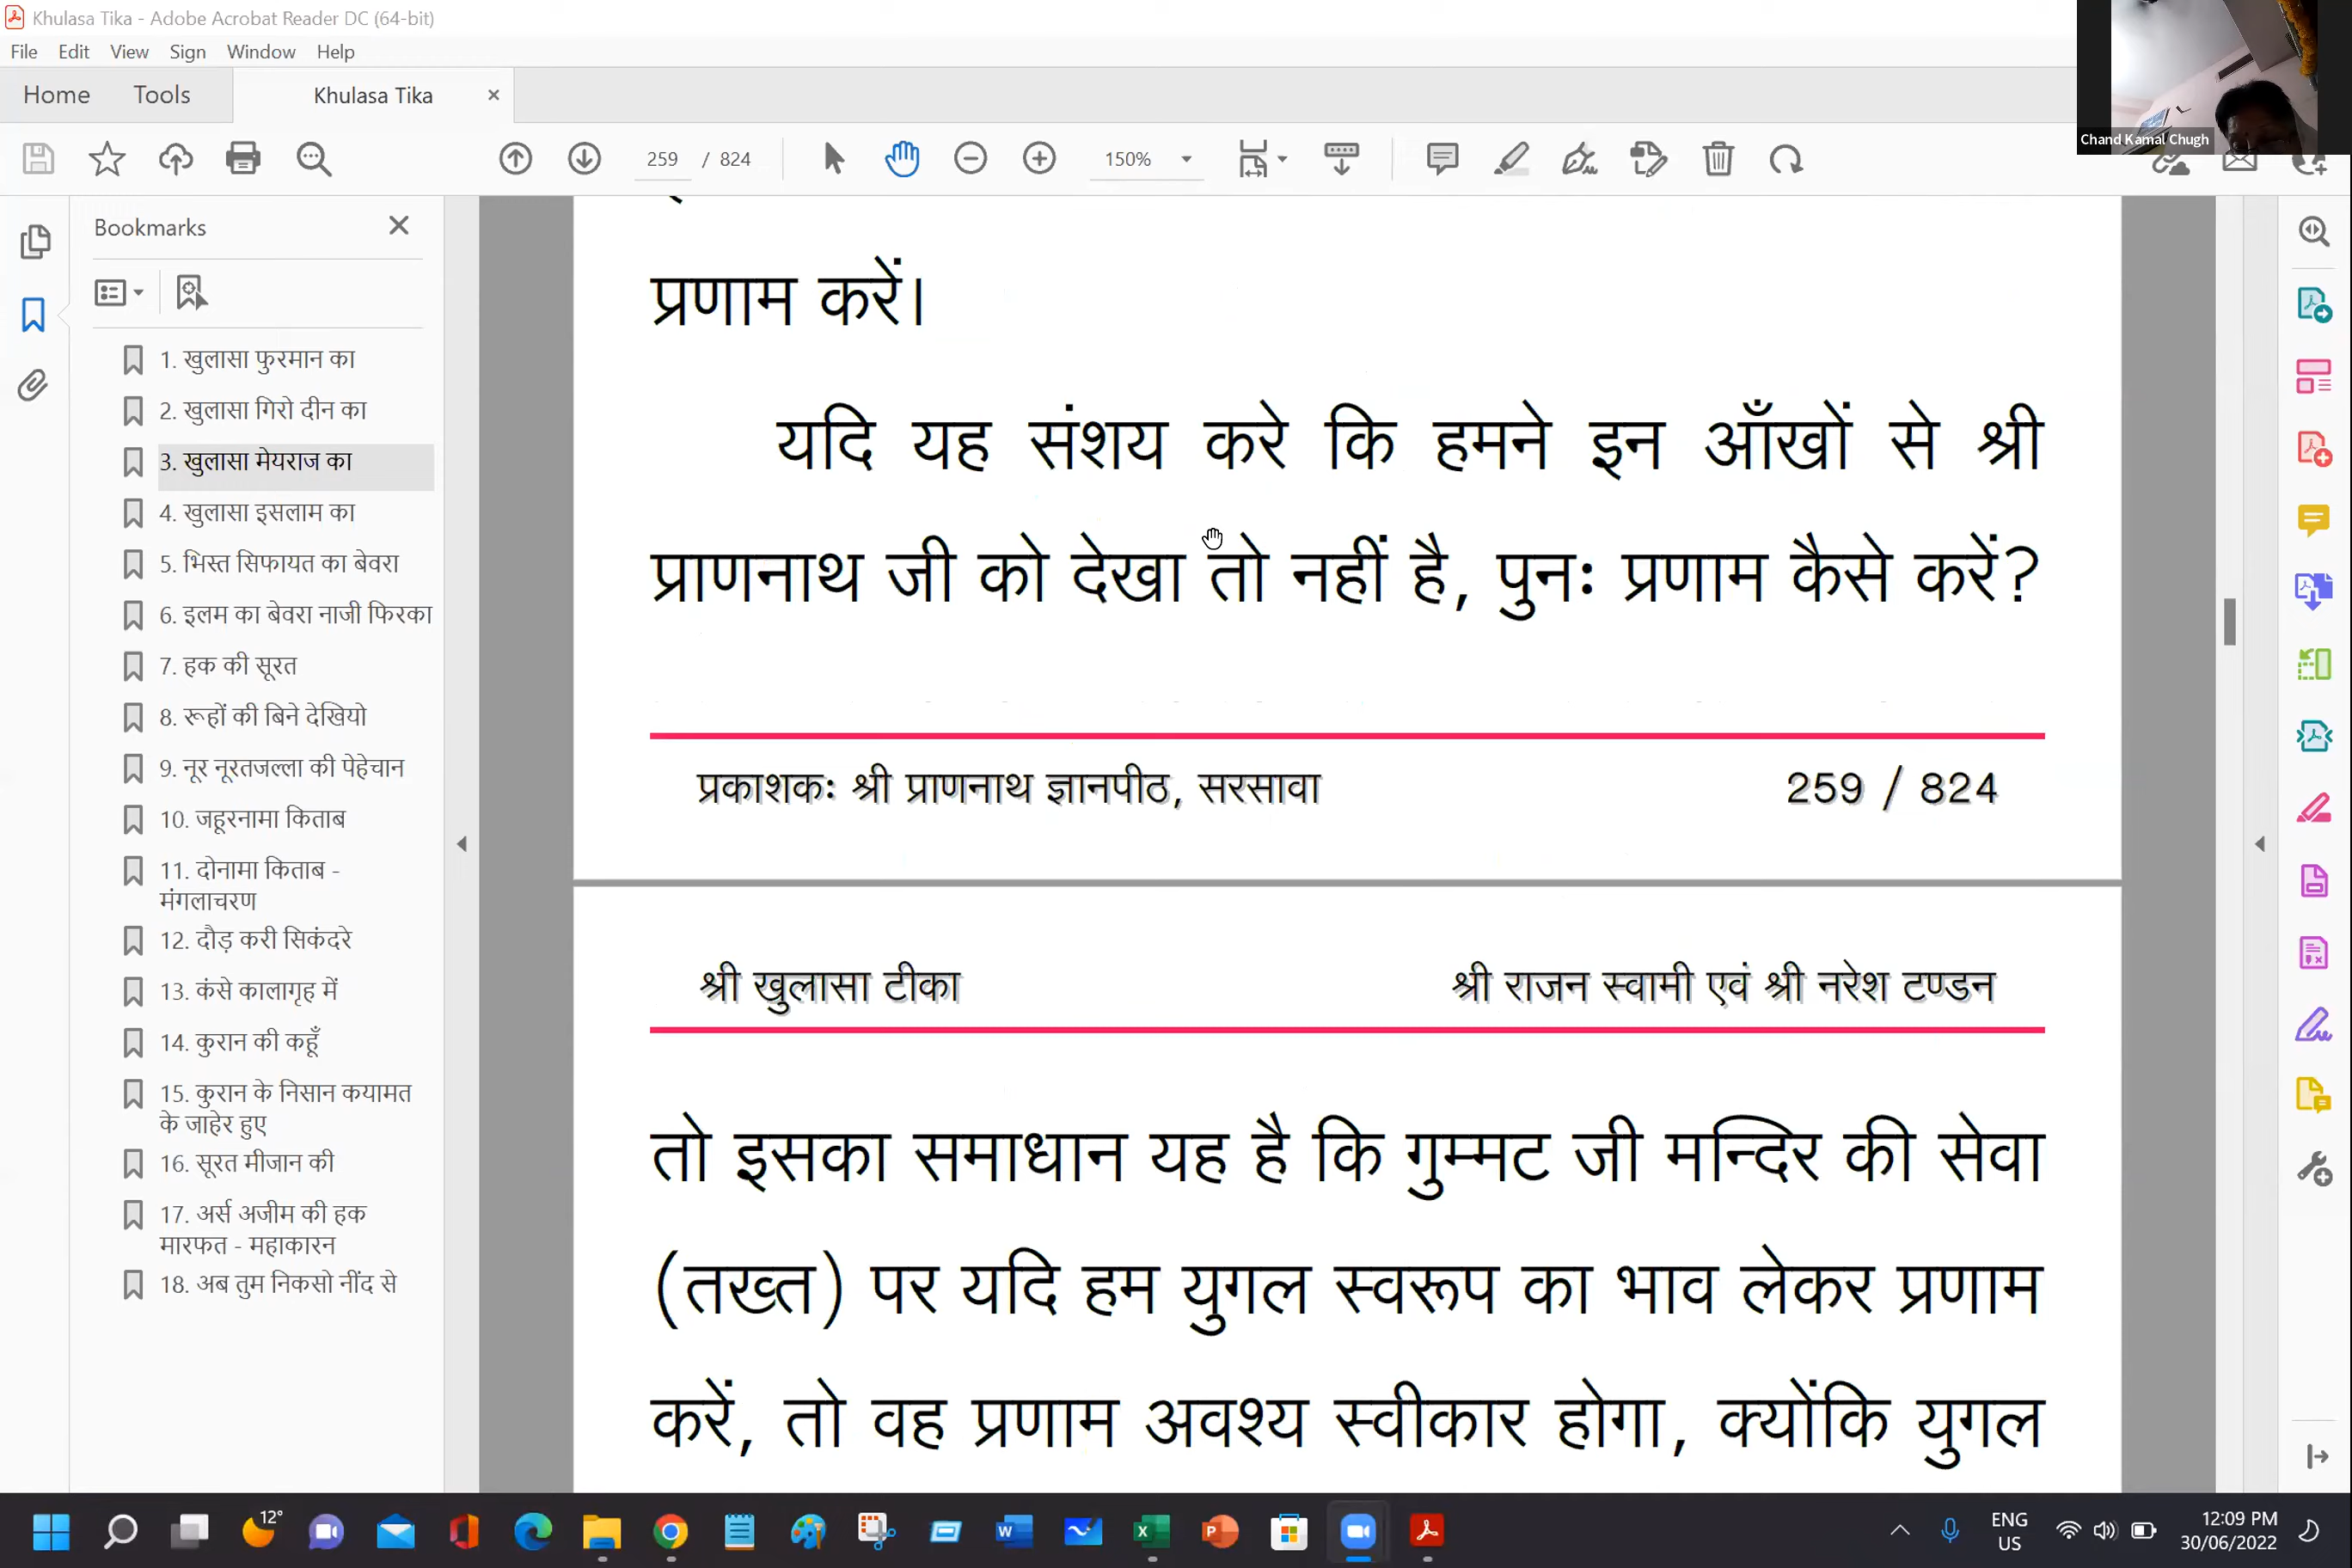 Khulasa Tika - Adobe Acrobat Reader DC (64-bit)
File Edit View Sign Window Help
Home Tools Khulasa Tika
259 / 824 150%
Chand Kamal Chugh
Bookmarks
1. खुलासा फुरमान का
2. खुलासा गिरो दीन का
3. खुलासा मेयराज का
4. खुलासा इसलाम का
5. भिस्त सिफायत का बेवरा
6. इलम का बेवरा नाजी फिरका
7. हक की सूरत
8. रूहों की बिने देखियो
9. नूर नूरतजल्ला की पेहेचान
10. जहूरनामा किताब
11. दोनामा किताब -
मंगलाचरण
12. दौड़ करी सिकंदरे
13. कंसे कालागृह में
14. कुरान की कहूँ
15. कुरान के निसान कयामत
के जाहेर हुए
16. सूरत मीजान की
17. अर्स अजीम की हक
मारफत - महाकारन
18. अब तुम निकसो नींद से
प्रणाम करें।
यदि यह संशय करे कि हमने इन आँखों से श्री
प्राणनाथ जी को देखा तो नहीं है, पुनः प्रणाम कैसे करें?
प्रकाशकः श्री प्राणनाथ ज्ञानपीठ, सरसावा 259 / 824
श्री खुलासा टीका श्री राजन स्वामी एवं श्री नरेश टण्डन
तो इसका समाधान यह है कि गुम्मट जी मन्दिर की सेवा
(तख्त) पर यदि हम युगल स्वरूप का भाव लेकर प्रणाम
करें, तो वह प्रणाम अवश्य स्वीकार होगा, क्योंकि युगल
12°
ENG
US
12:09 PM
30/06/2022